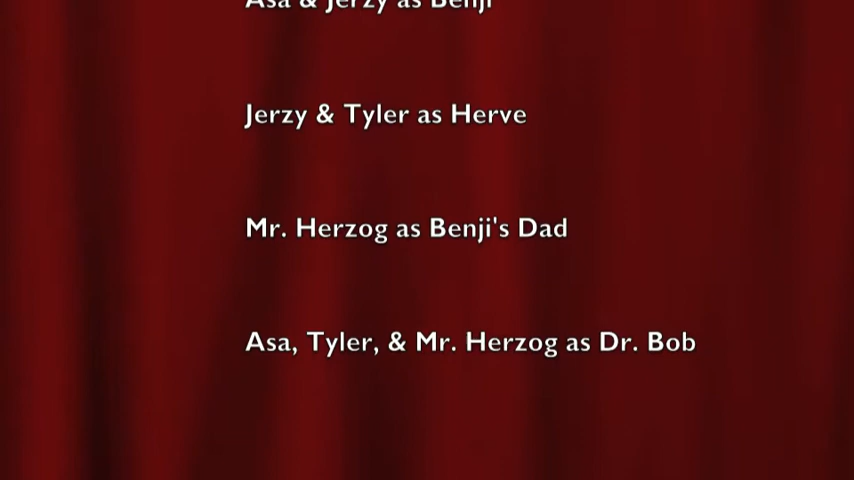 Asa & Jerzy as Benji
Jerzy & Tyler as Herve
Mr. Herzog as Benji's Dad
Asa, Tyler, & Mr. Herzog as Dr. Bob